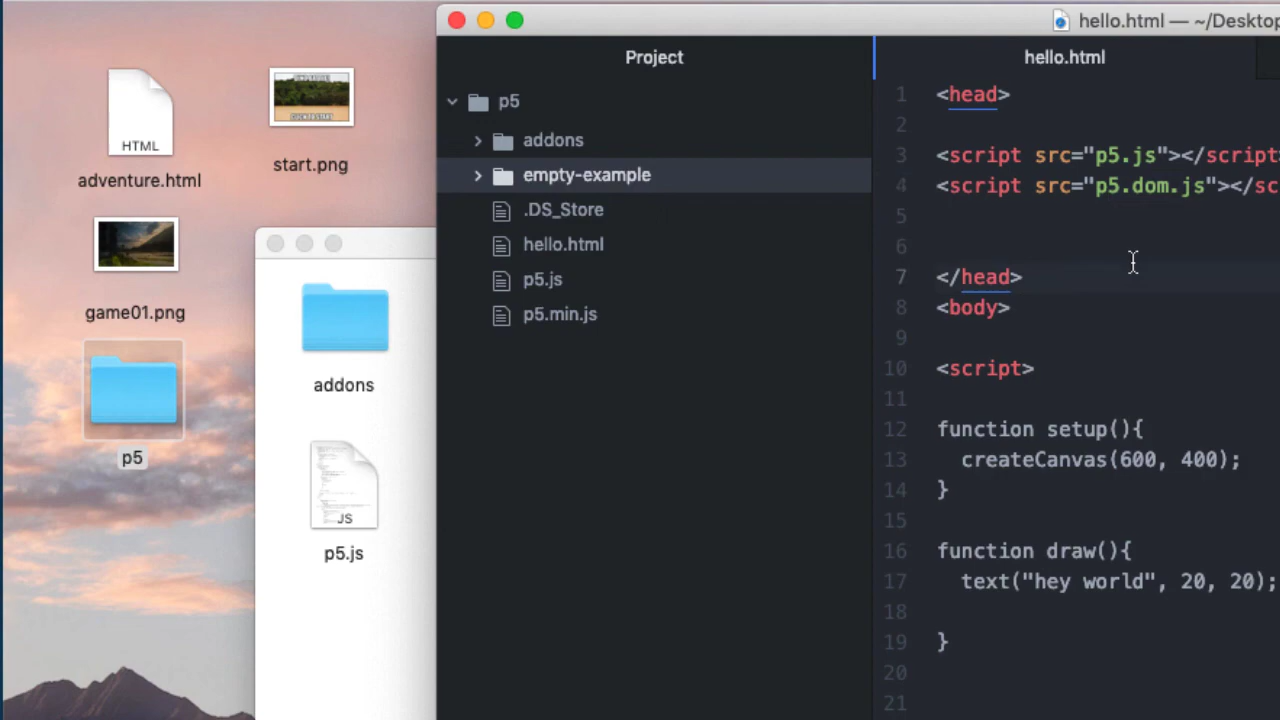 HTML
adventure.html
start.png
game01.png
p5
addons
JS
p5.js
hello.html — ~/Desktop
Project
p5
addons
empty-example
.DS_Store
hello.html
p5.js
p5.min.js
hello.html
1 <head>
2
3 <script src="p5.js"></script
4 <script src="p5.dom.js"></sc
5
6
7 </head>
8 <body>
9
10 <script>
11
12 function setup(){
13 createCanvas(600, 400);
14 }
15
16 function draw(){
17 text("hey world", 20, 20);
18
19 }
20
21